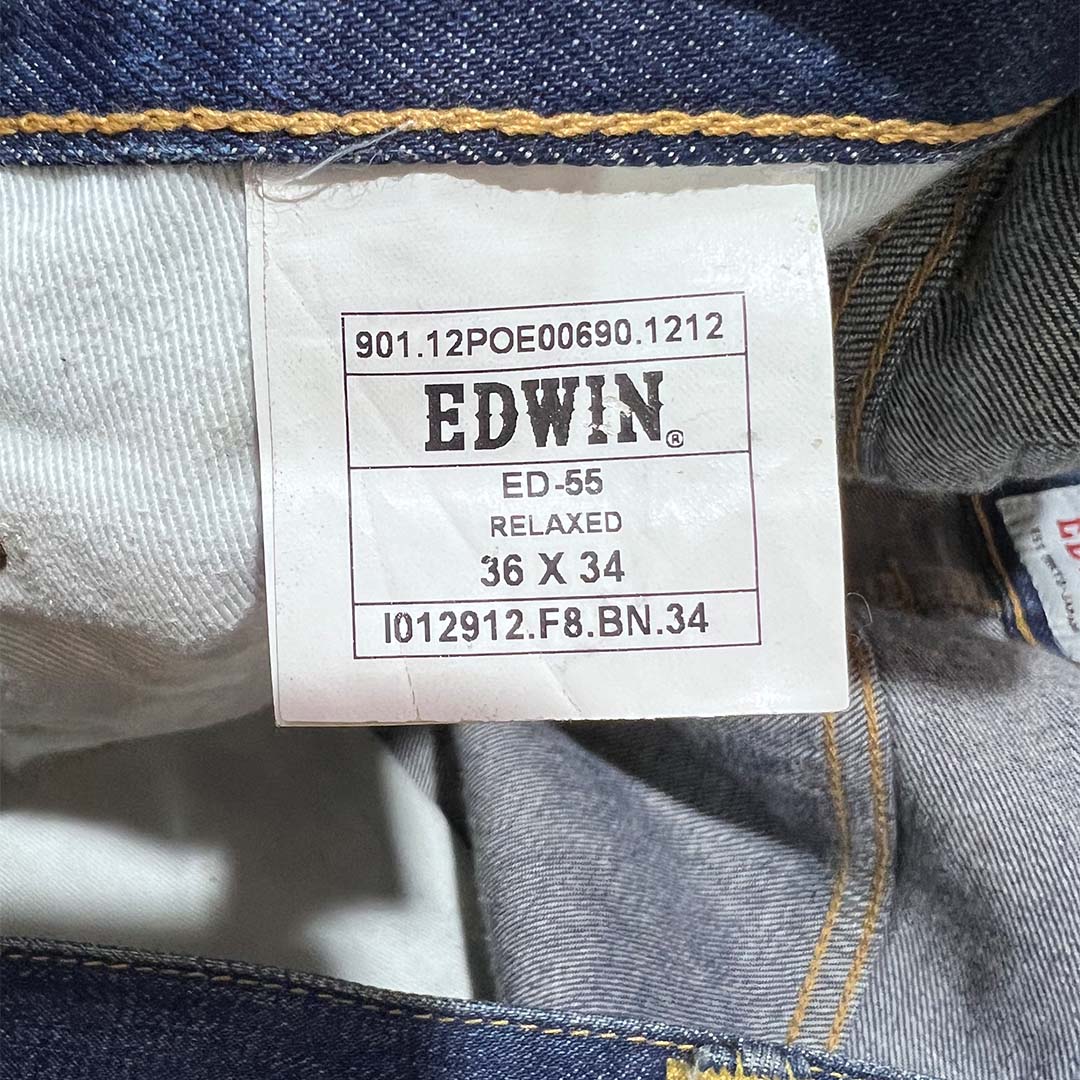 901.12POE00690.1212
EDWIN®
ED-55
RELAXED
36 X 34
I012912.F8.BN.34